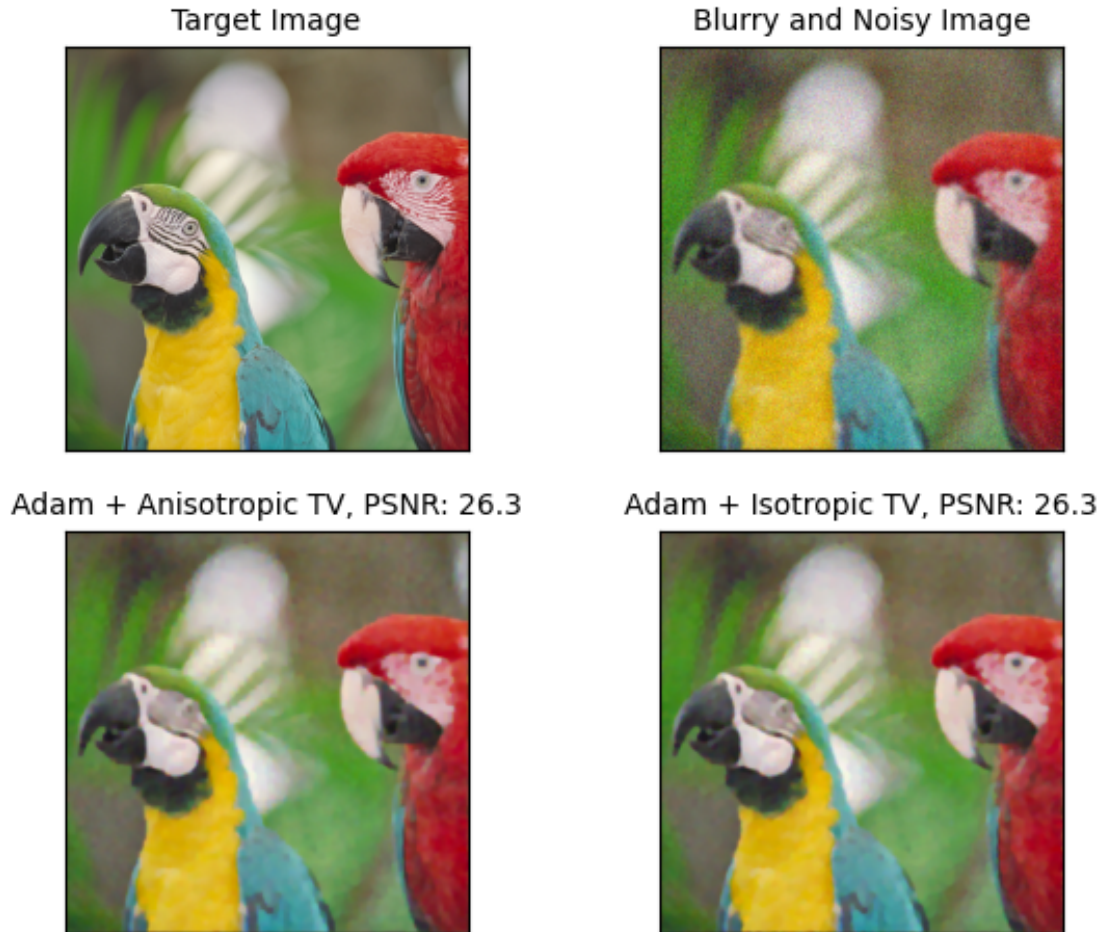 Target Image
Blurry and Noisy Image
Adam + Anisotropic TV, PSNR: 26.3
Adam + Isotropic TV, PSNR: 26.3